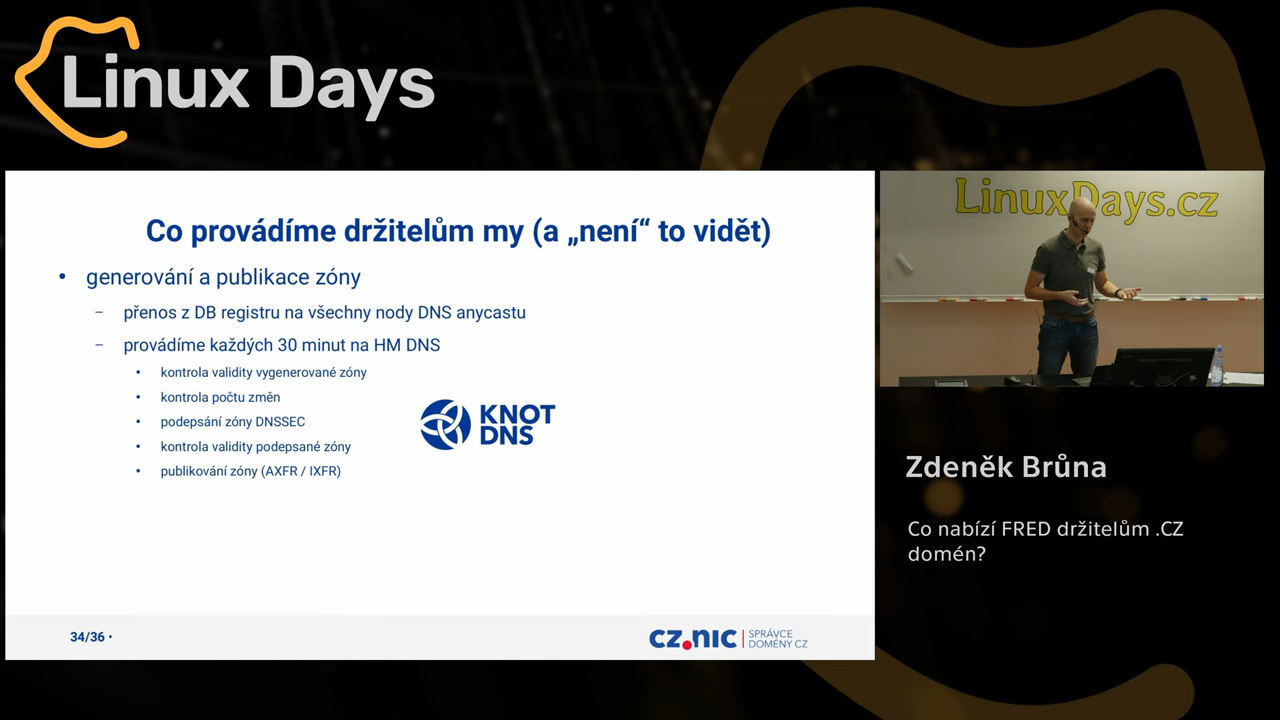 Linux Days
Co provádíme držitelům my (a „není“ to vidět)
• generování a publikace zóny
– přenos z DB registru na všechny nody DNS anycastu
– provádíme každých 30 minut na HM DNS
• kontrola validity vygenerované zóny
• kontrola počtu změn
• podepsání zóny DNSSEC
• kontrola validity podepsané zóny
• publikování zóny (AXFR / IXFR)
KNOT
DNS
34/36 •
cz.nic
SPRÁVCE
DOMÉNY CZ
LinuxDays.cz
Zdeněk Brůna
Co nabízí FRED držitelům .CZ
domén?